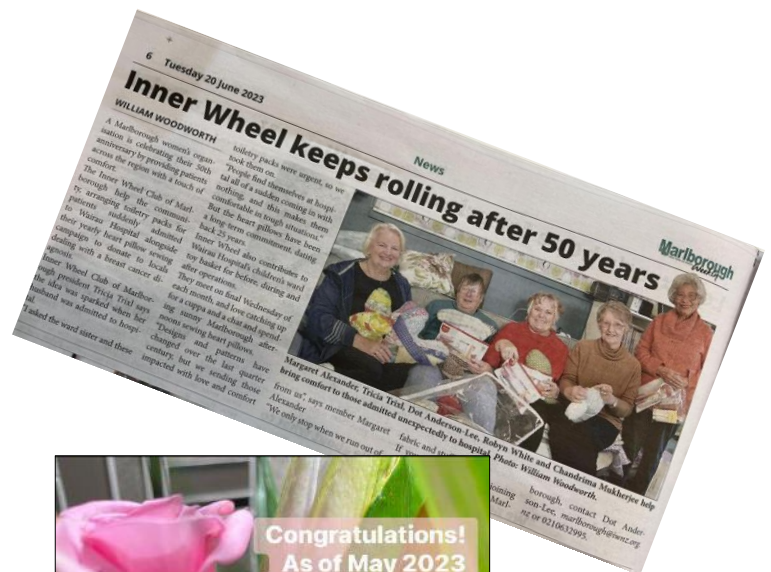 6 Tuesday 20 June 2023
News
Marlborough
Inner Wheel keeps rolling after 50 years
WILLIAM WOODWORTH
A Marlborough women's organ-
isation is celebrating their 50th
anniversary by providing patients
across the region with a touch of
comfort.
The Inner Wheel Club of Marl-
borough help the communi-
ty, arranging toiletry packs for
patients suddenly admitted
to Wairau Hospital alongside
their yearly heart pillow sewing
campaign to donate to locals
dealing with a breast cancer di-
agnosis.
Inner Wheel Club of Marlbor-
ough president Tricia Trist says
the idea was sparked when her
husband was admitted to hospi-
tal.
"I asked the ward sister and these
toiletry packs were urgent, so we
took them on.
"People find themselves at hospi-
tal all of a sudden coming in with
nothing, and this makes them
comfortable in tough situations."
But the heart pillows have been
a long term commitment dating
back 25 years.
Inner Wheel also contributes to
Wairau Hospital's children's ward
toy basket for before, during and
after operations.
They meet on final Wednesday of
each month, and love catching up
for a cuppa and a chat and spend-
ing sunny Marlborough after-
noons sewing heart pillows.
"Designs and patterns have
changed over the last quarter
century, but we sending those
impacted with love and comfort
Margaret Alexander, Tricia Trist, Dot Anderson-Lee, Robyn White and Chandrima Mukherjee help
bring comfort to those admitted unexpectedly to hospital. Photo: William Woodworth.
from us", says member Margaret
Alexander
"We only stop when we run out of
fabric and
If
joining
Marl-
borough, contact Dot Ander-
son-Lee, marlborough@iwnz.org.
nz or 0210632995.
Congratulations!
As of May 2023